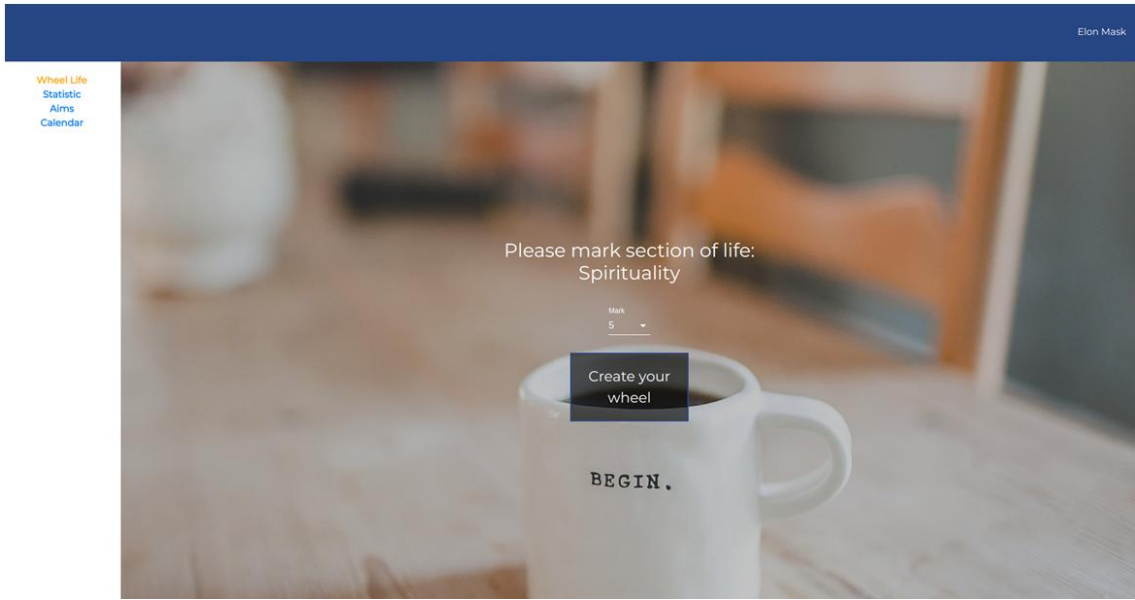 Elon Mask
Wheel Life
Statistic
Aims
Calendar
Please mark section of life:
Spirituality
Mark
5
Create your
wheel
BEGIN.